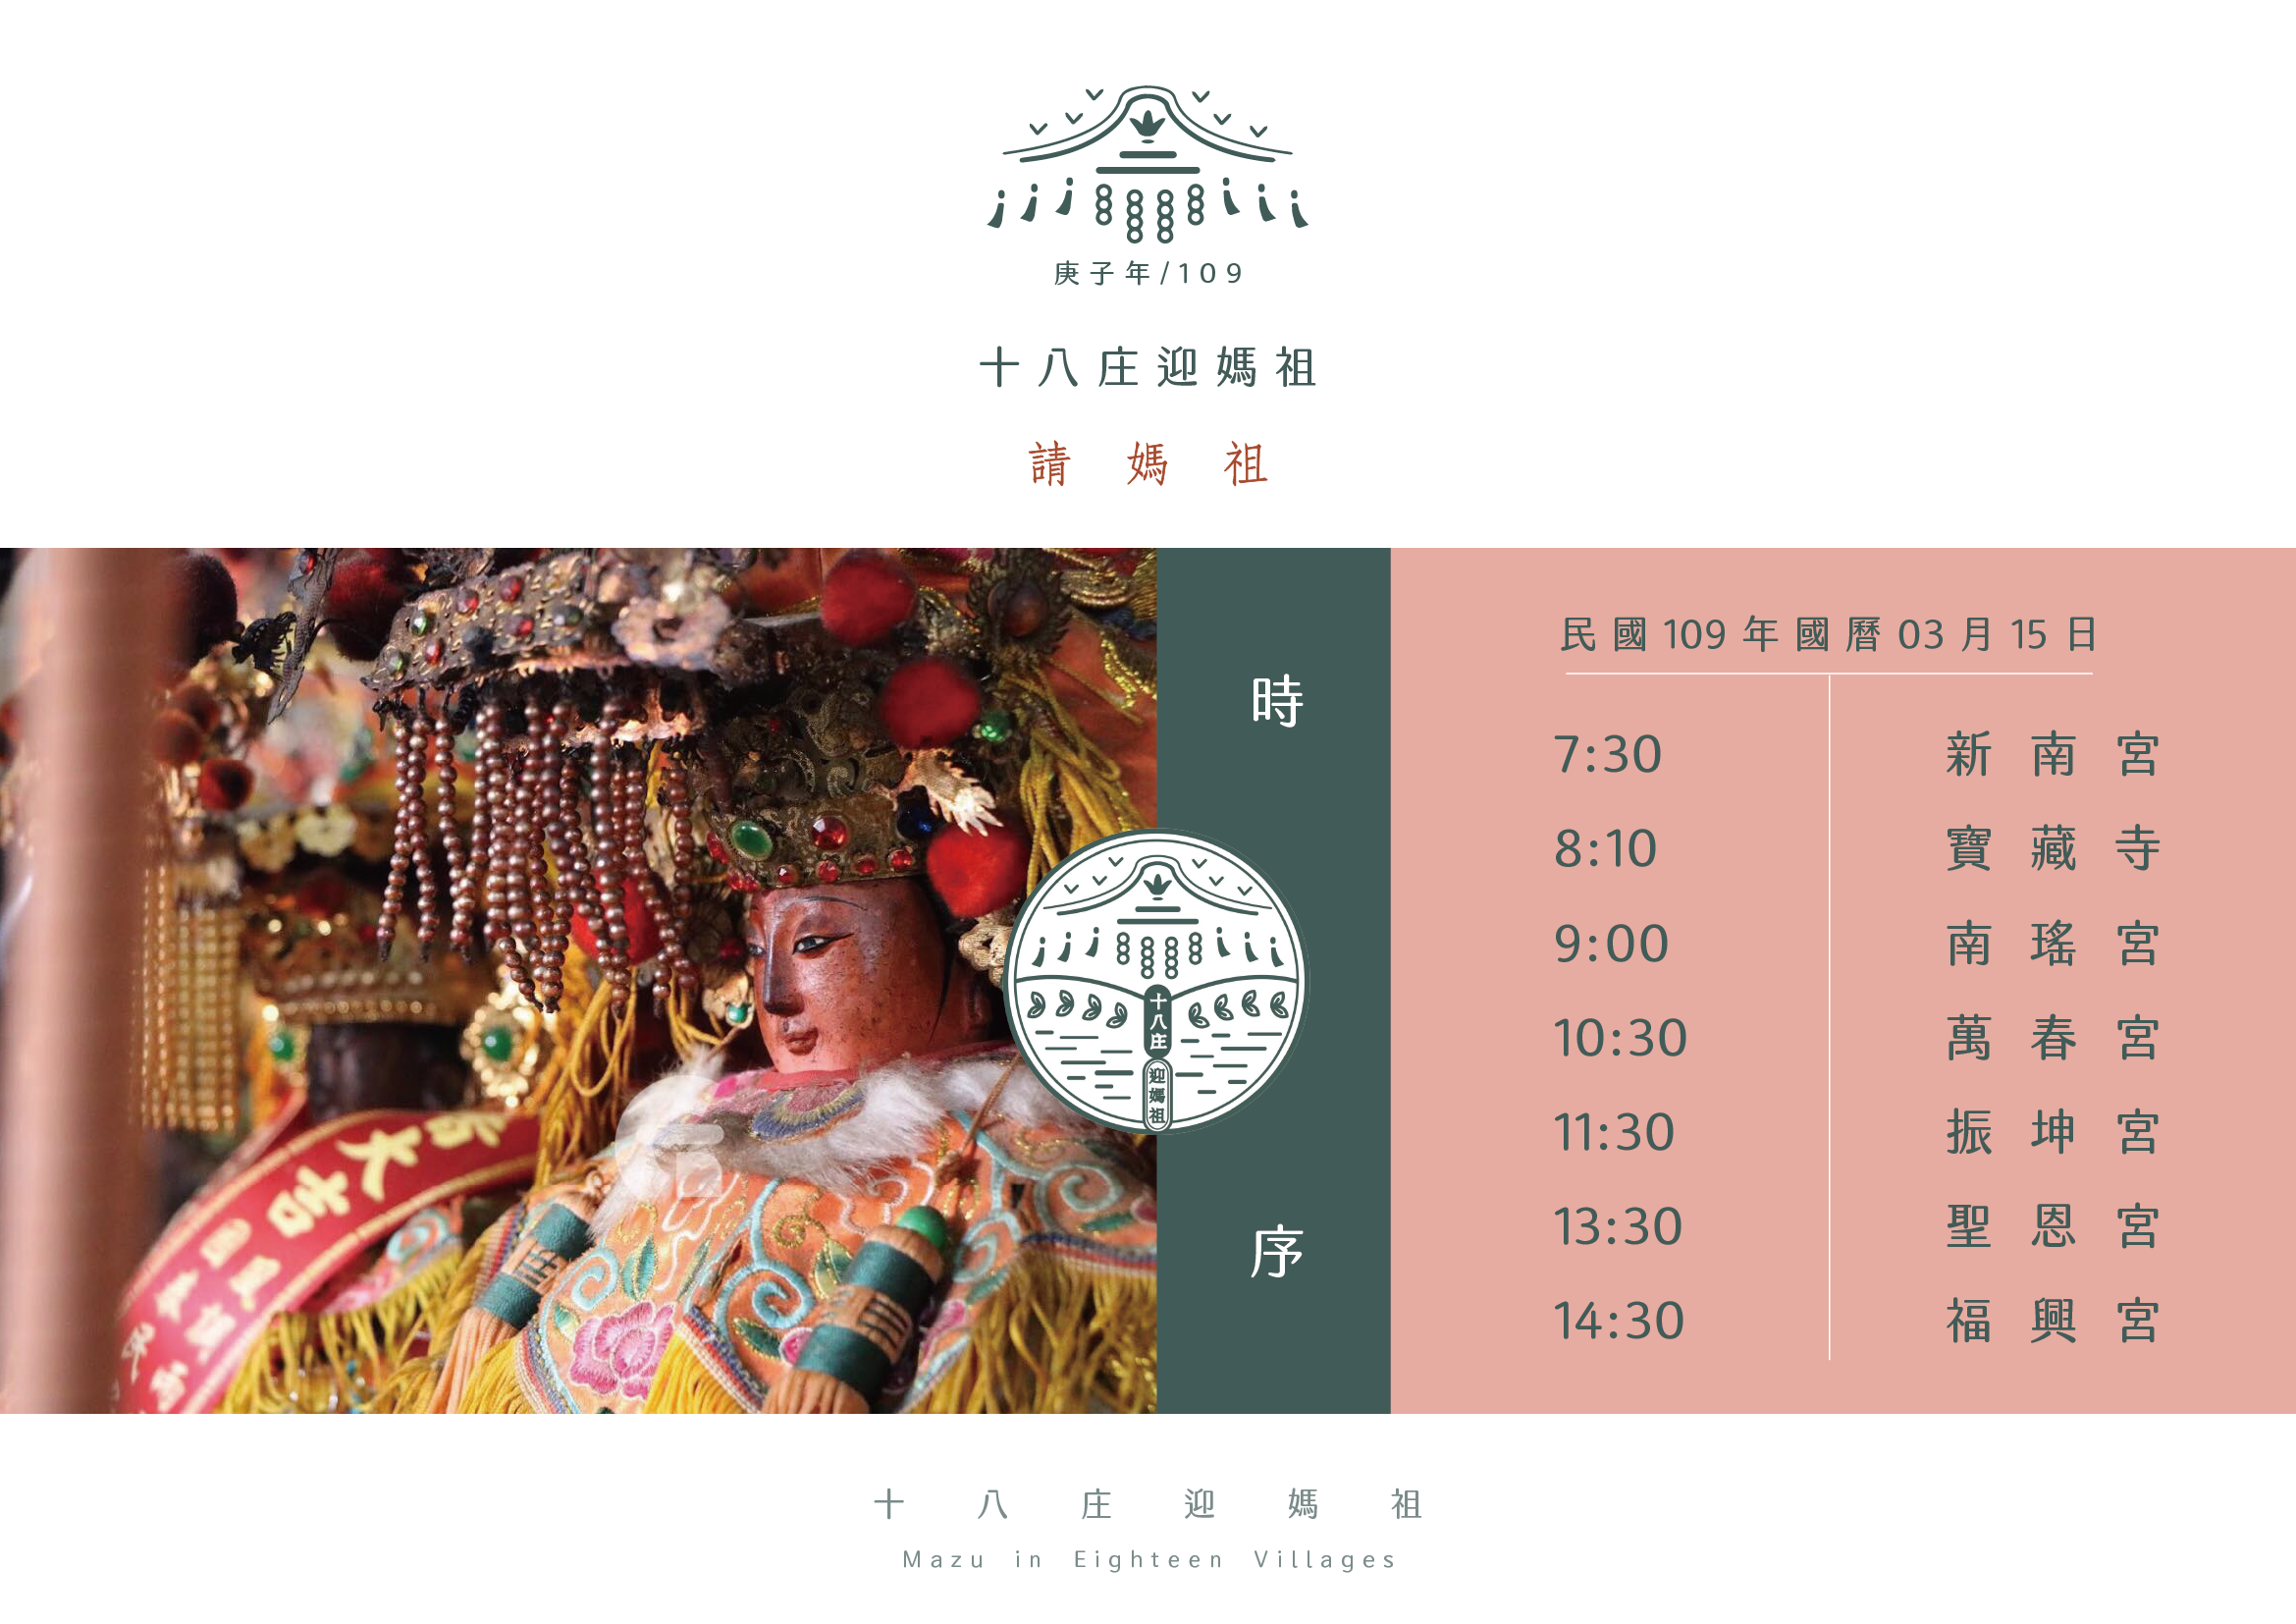 庚子年/109
十八庄迎媽祖
請媽祖
時序
十八庄
迎媽祖
民國109年國曆03月15日
7:30 新南宮
8:10 寶藏寺
9:00 南瑤宮
10:30 萬春宮
11:30 振坤宮
13:30 聖恩宮
14:30 福興宮
大吉
十八庄迎媽祖
Mazu in Eighteen Villages